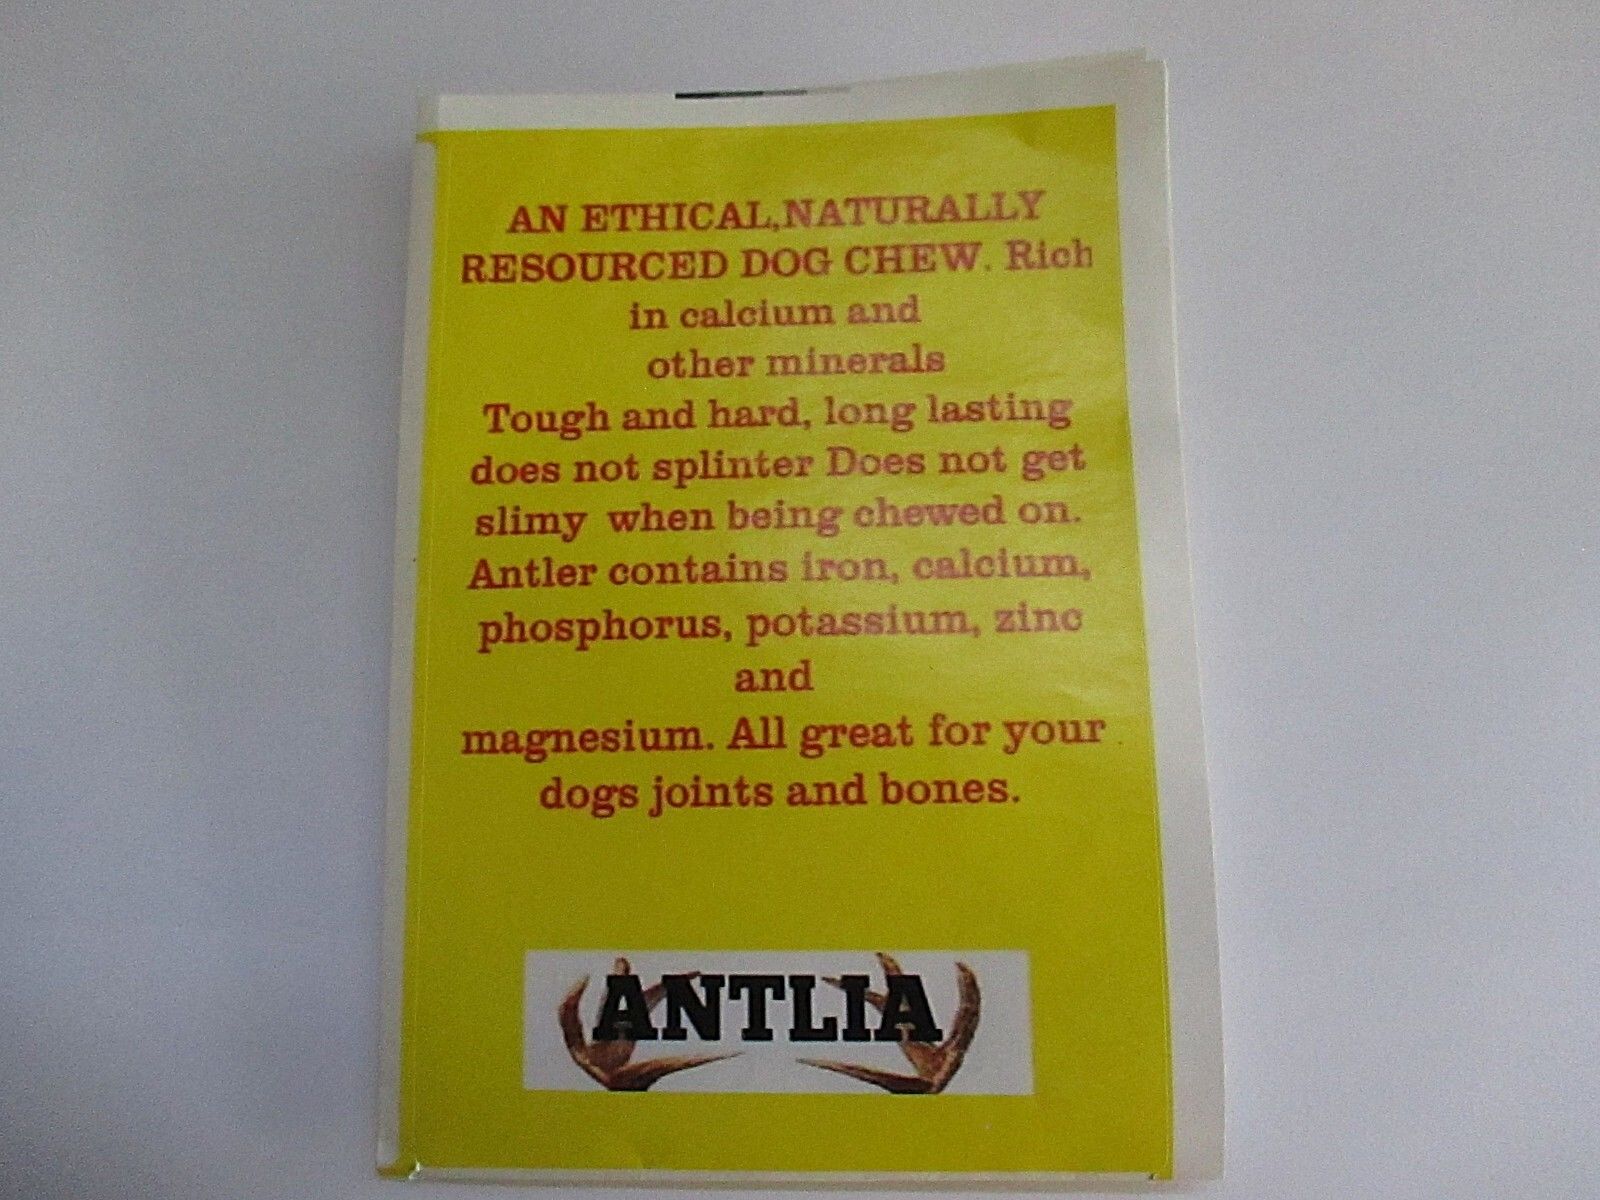 AN ETHICAL,NATURALLY
RESOURCED DOG CHEW. Rich
in calcium and
other minerals
Tough and hard, long lasting
does not splinter Does not get
slimy when being chewed on.
Antler contains iron, calcium,
phosphorus, potassium, zinc
and
magnesium. All great for your
dogs joints and bones.
ANTLIA